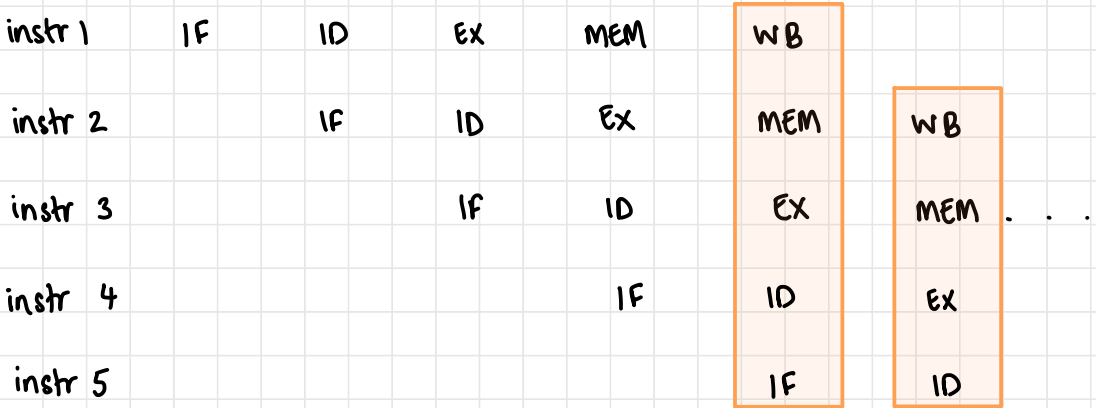 instr 1 IF ID EX MEM WB
instr 2 IF ID EX MEM WB
instr 3 IF ID EX MEM . . .
instr 4 IF ID EX
instr 5 IF ID